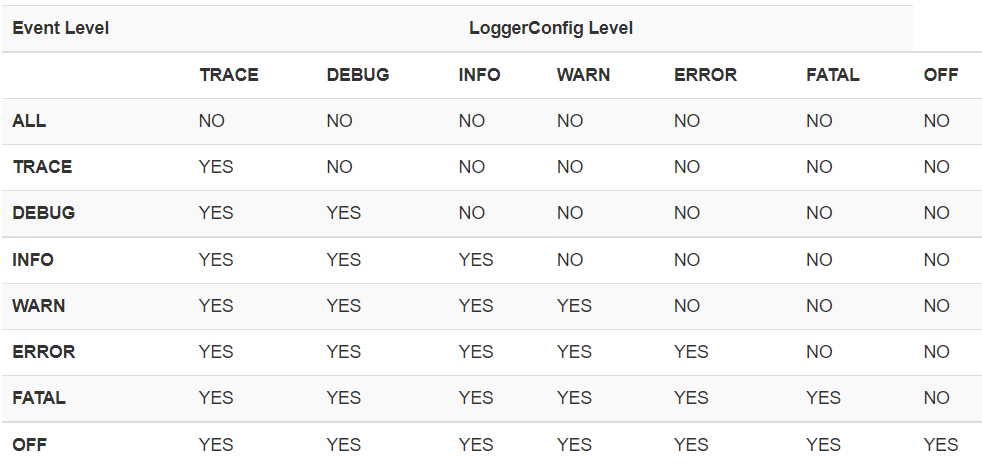 Event Level LoggerConfig Level
TRACE DEBUG INFO WARN ERROR FATAL OFF
ALL NO NO NO NO NO NO NO
TRACE YES NO NO NO NO NO NO
DEBUG YES YES NO NO NO NO NO
INFO YES YES YES NO NO NO NO
WARN YES YES YES YES NO NO NO
ERROR YES YES YES YES YES NO NO
FATAL YES YES YES YES YES YES NO
OFF YES YES YES YES YES YES YES